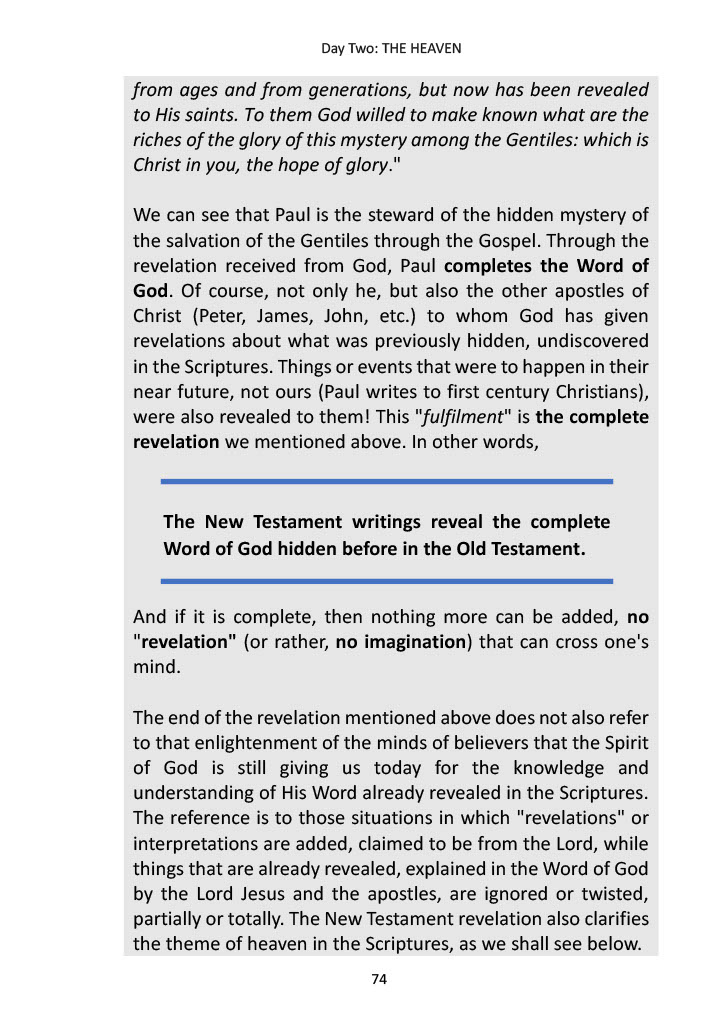 Day Two: THE HEAVEN
from ages and from generations, but now has been revealed
to His saints. To them God willed to make known what are the
riches of the glory of this mystery among the Gentiles: which is
Christ in you, the hope of glory."
We can see that Paul is the steward of the hidden mystery of
the salvation of the Gentiles through the Gospel. Through the
revelation received from God, Paul completes the Word of
God. Of course, not only he, but also the other apostles of
Christ (Peter, James, John, etc.) to whom God has given
revelations about what was previously hidden, undiscovered
in the Scriptures. Things or events that were to happen in their
near future, not ours (Paul writes to first century Christians),
were also revealed to them! This "fulfilment" is the complete
revelation we mentioned above. In other words,
The New Testament writings reveal the complete
Word of God hidden before in the Old Testament.
And if it is complete, then nothing more can be added, no
"revelation" (or rather, no imagination) that can cross one's
mind.
The end of the revelation mentioned above does not also refer
to that enlightenment of the minds of believers that the Spirit
of God is still giving us today for the knowledge and
understanding of His Word already revealed in the Scriptures.
The reference is to those situations in which "revelations" or
interpretations are added, claimed to be from the Lord, while
things that are already revealed, explained in the Word of God
by the Lord Jesus and the apostles, are ignored or twisted,
partially or totally. The New Testament revelation also clarifies
the theme of heaven in the Scriptures, as we shall see below.
74